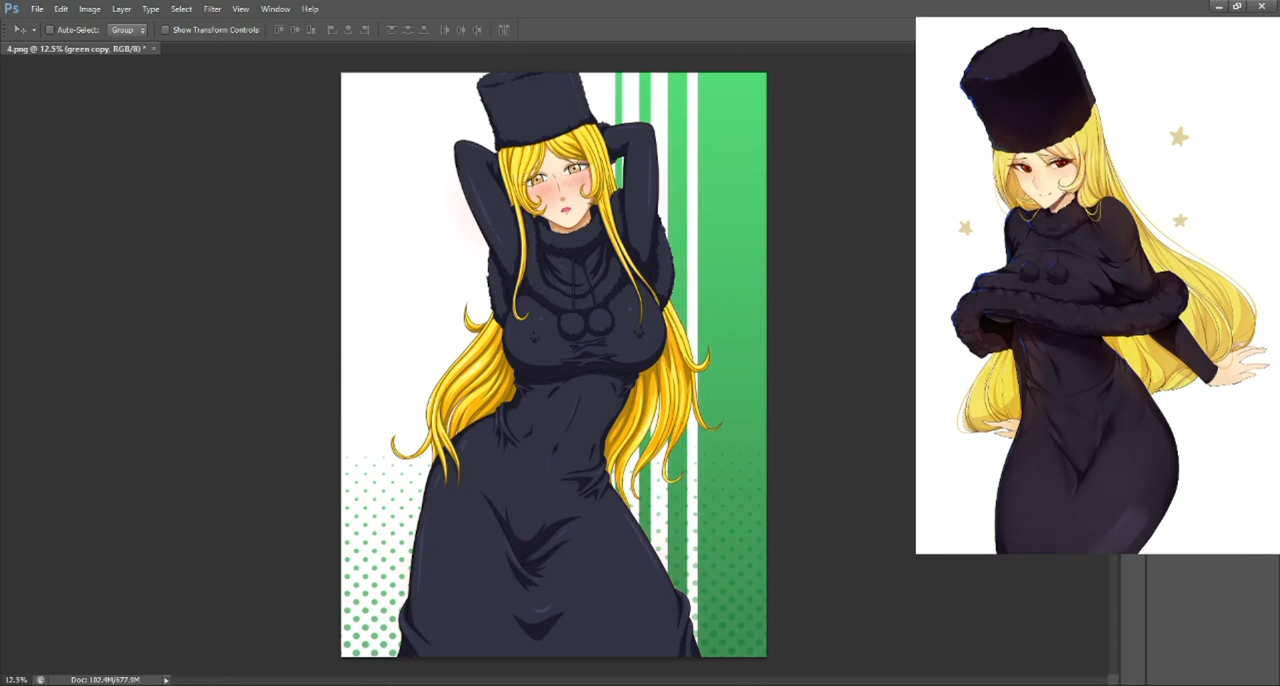 Ps File Edit Image Layer Type Select Filter View Window Help
Auto-Select: Group Show Transform Controls
4.png @ 12.5% (green copy, RGB/8) * ×
12.5% Doc: 102.4M/677.9M